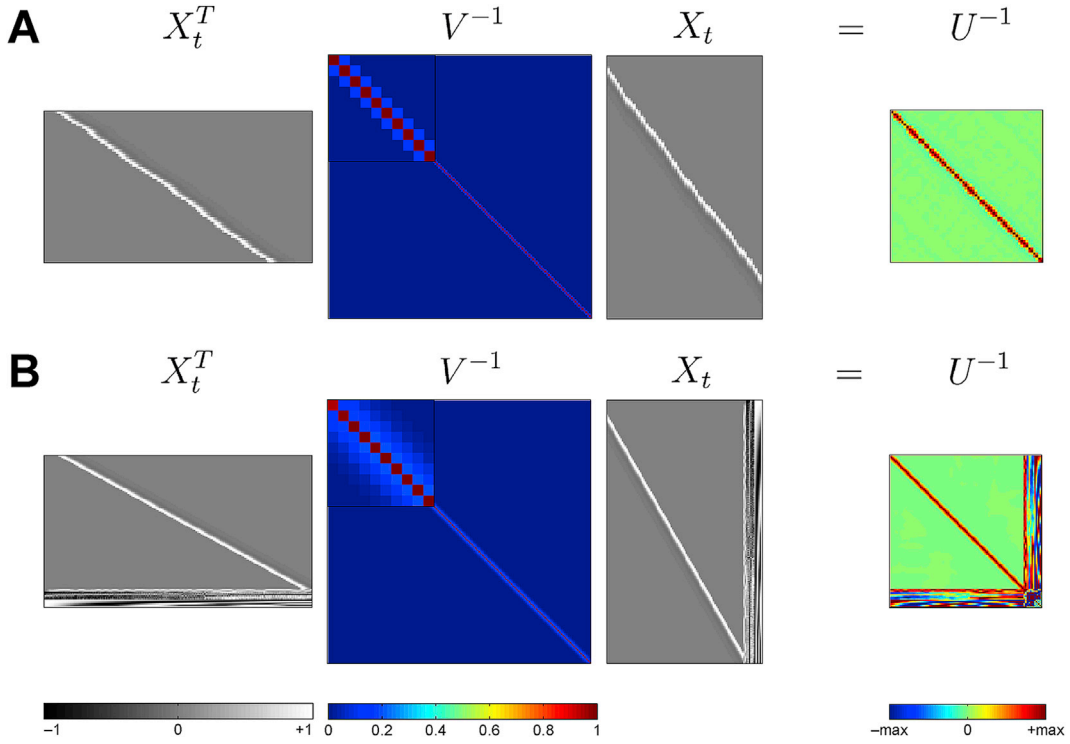 A $X_t^T$ $V^{-1}$ $X_t$ = $U^{-1}$
B $X_t^T$ $V^{-1}$ $X_t$ = $U^{-1}$
−1 0 +1 0 0.2 0.4 0.6 0.8 1 −max 0 +max